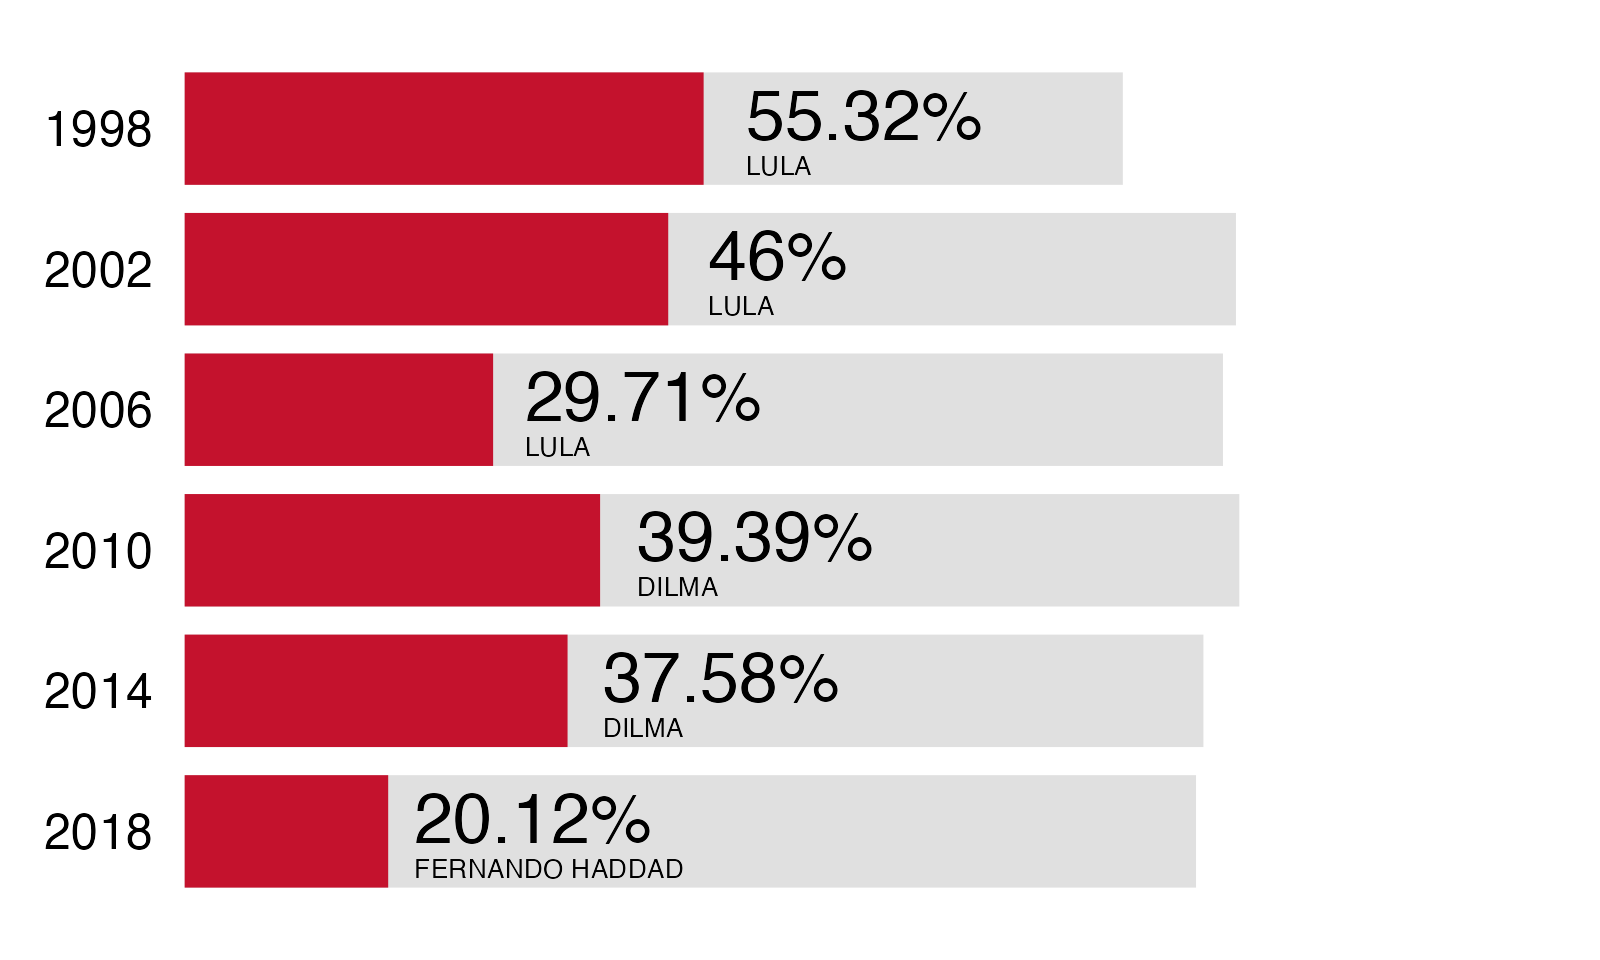 1998
55.32%
LULA
2002
46%
LULA
2006
29.71%
LULA
2010
39.39%
DILMA
2014
37.58%
DILMA
2018
20.12%
FERNANDO HADDAD